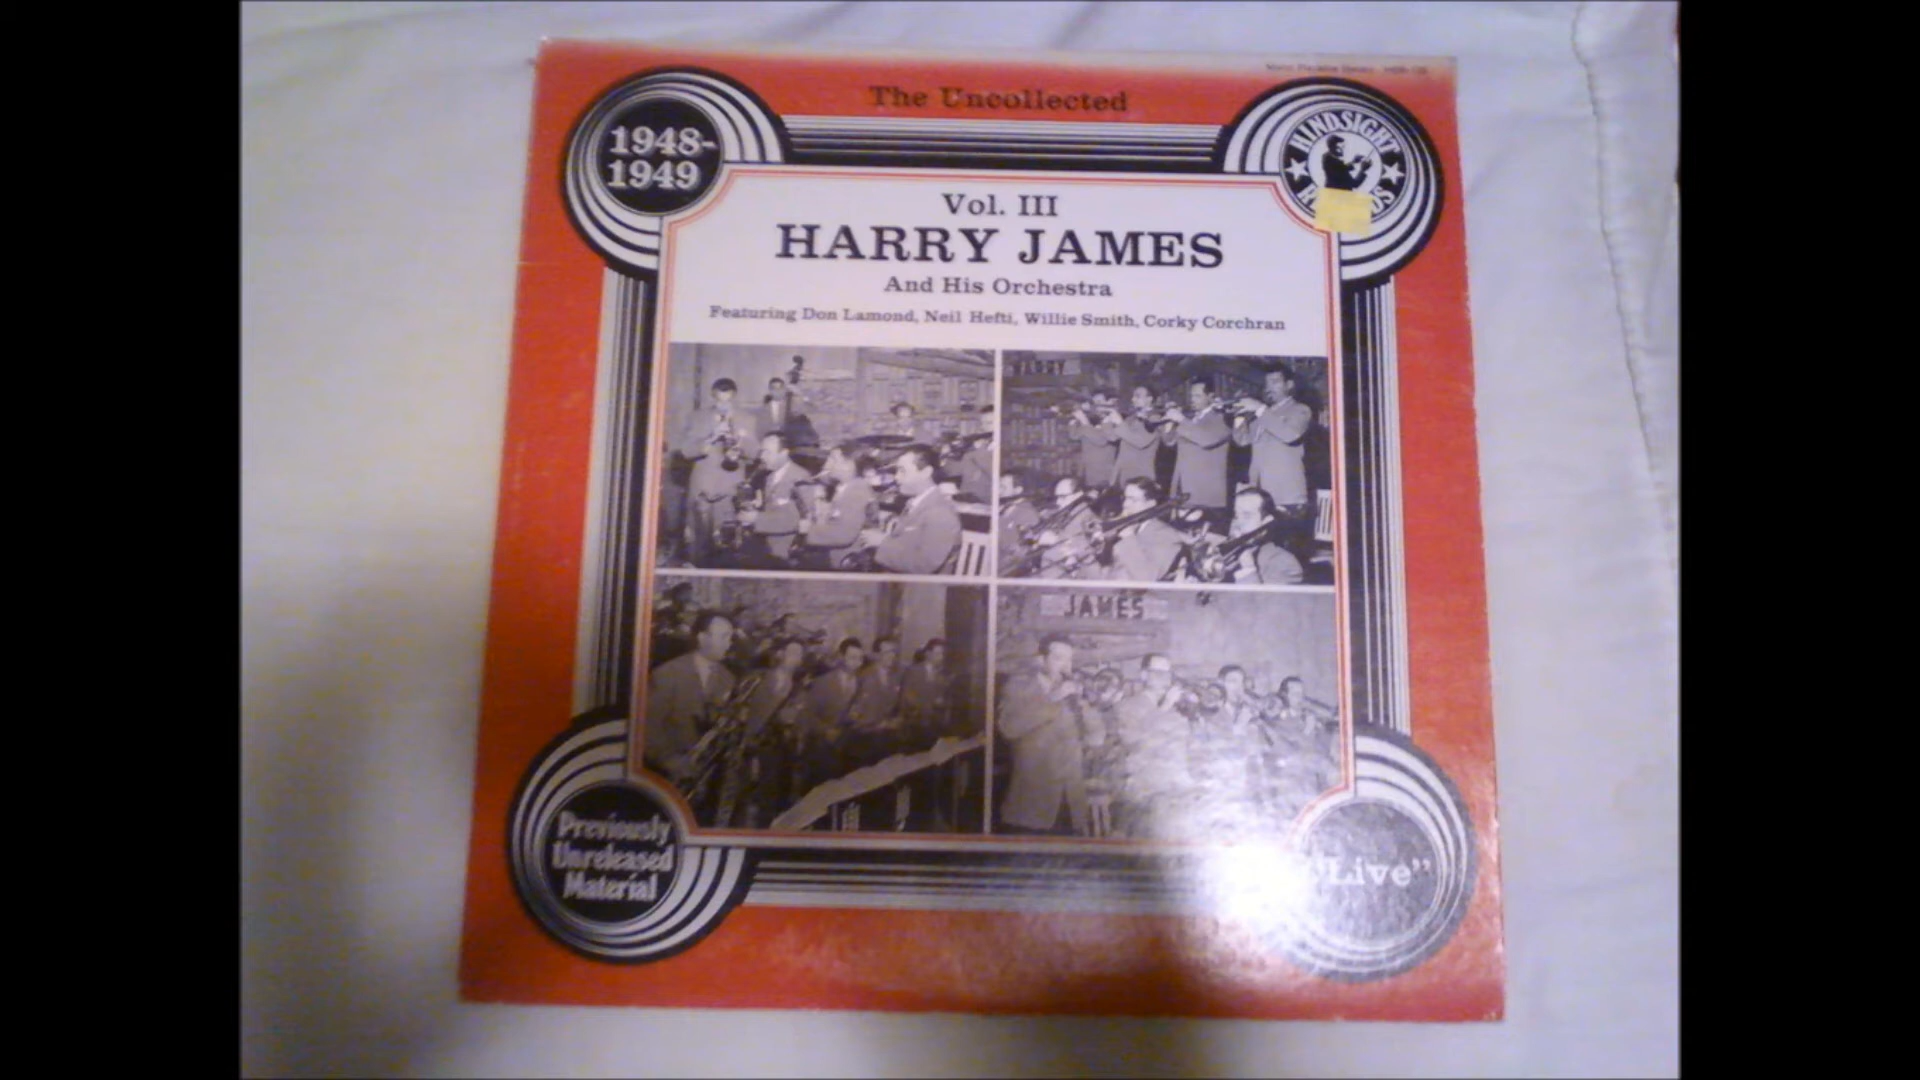 The Uncollected
1948-
1949
HINDSIGHT
Vol. III
HARRY JAMES
And His Orchestra
Featuring Don Lamond, Neil Hefti, Willie Smith, Corky Corchran
JAMES
Previously
Unreleased
Material
"Live"